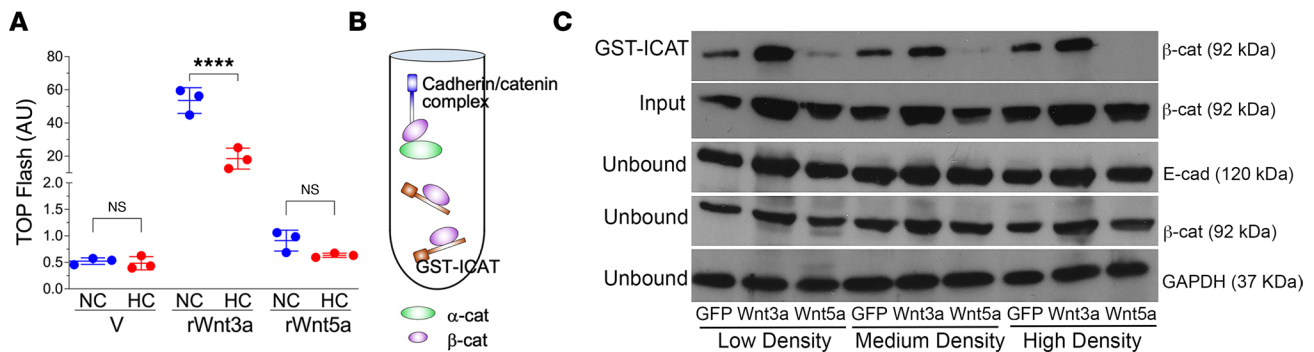 A
TOP Flash (AU)
80
60
40
20
2.0
1.5
1.0
0.5
0.0
NS
****
NS
NC HC NC HC NC HC
V rWnt3a rWnt5a
B
Cadherin/catenin
complex
GST-ICAT
α-cat
β-cat
C
GST-ICAT β-cat (92 kDa)
Input β-cat (92 kDa)
Unbound E-cad (120 kDa)
Unbound β-cat (92 kDa)
Unbound GAPDH (37 KDa)
GFP Wnt3a Wnt5a GFP Wnt3a Wnt5a GFP Wnt3a Wnt5a
Low Density Medium Density High Density